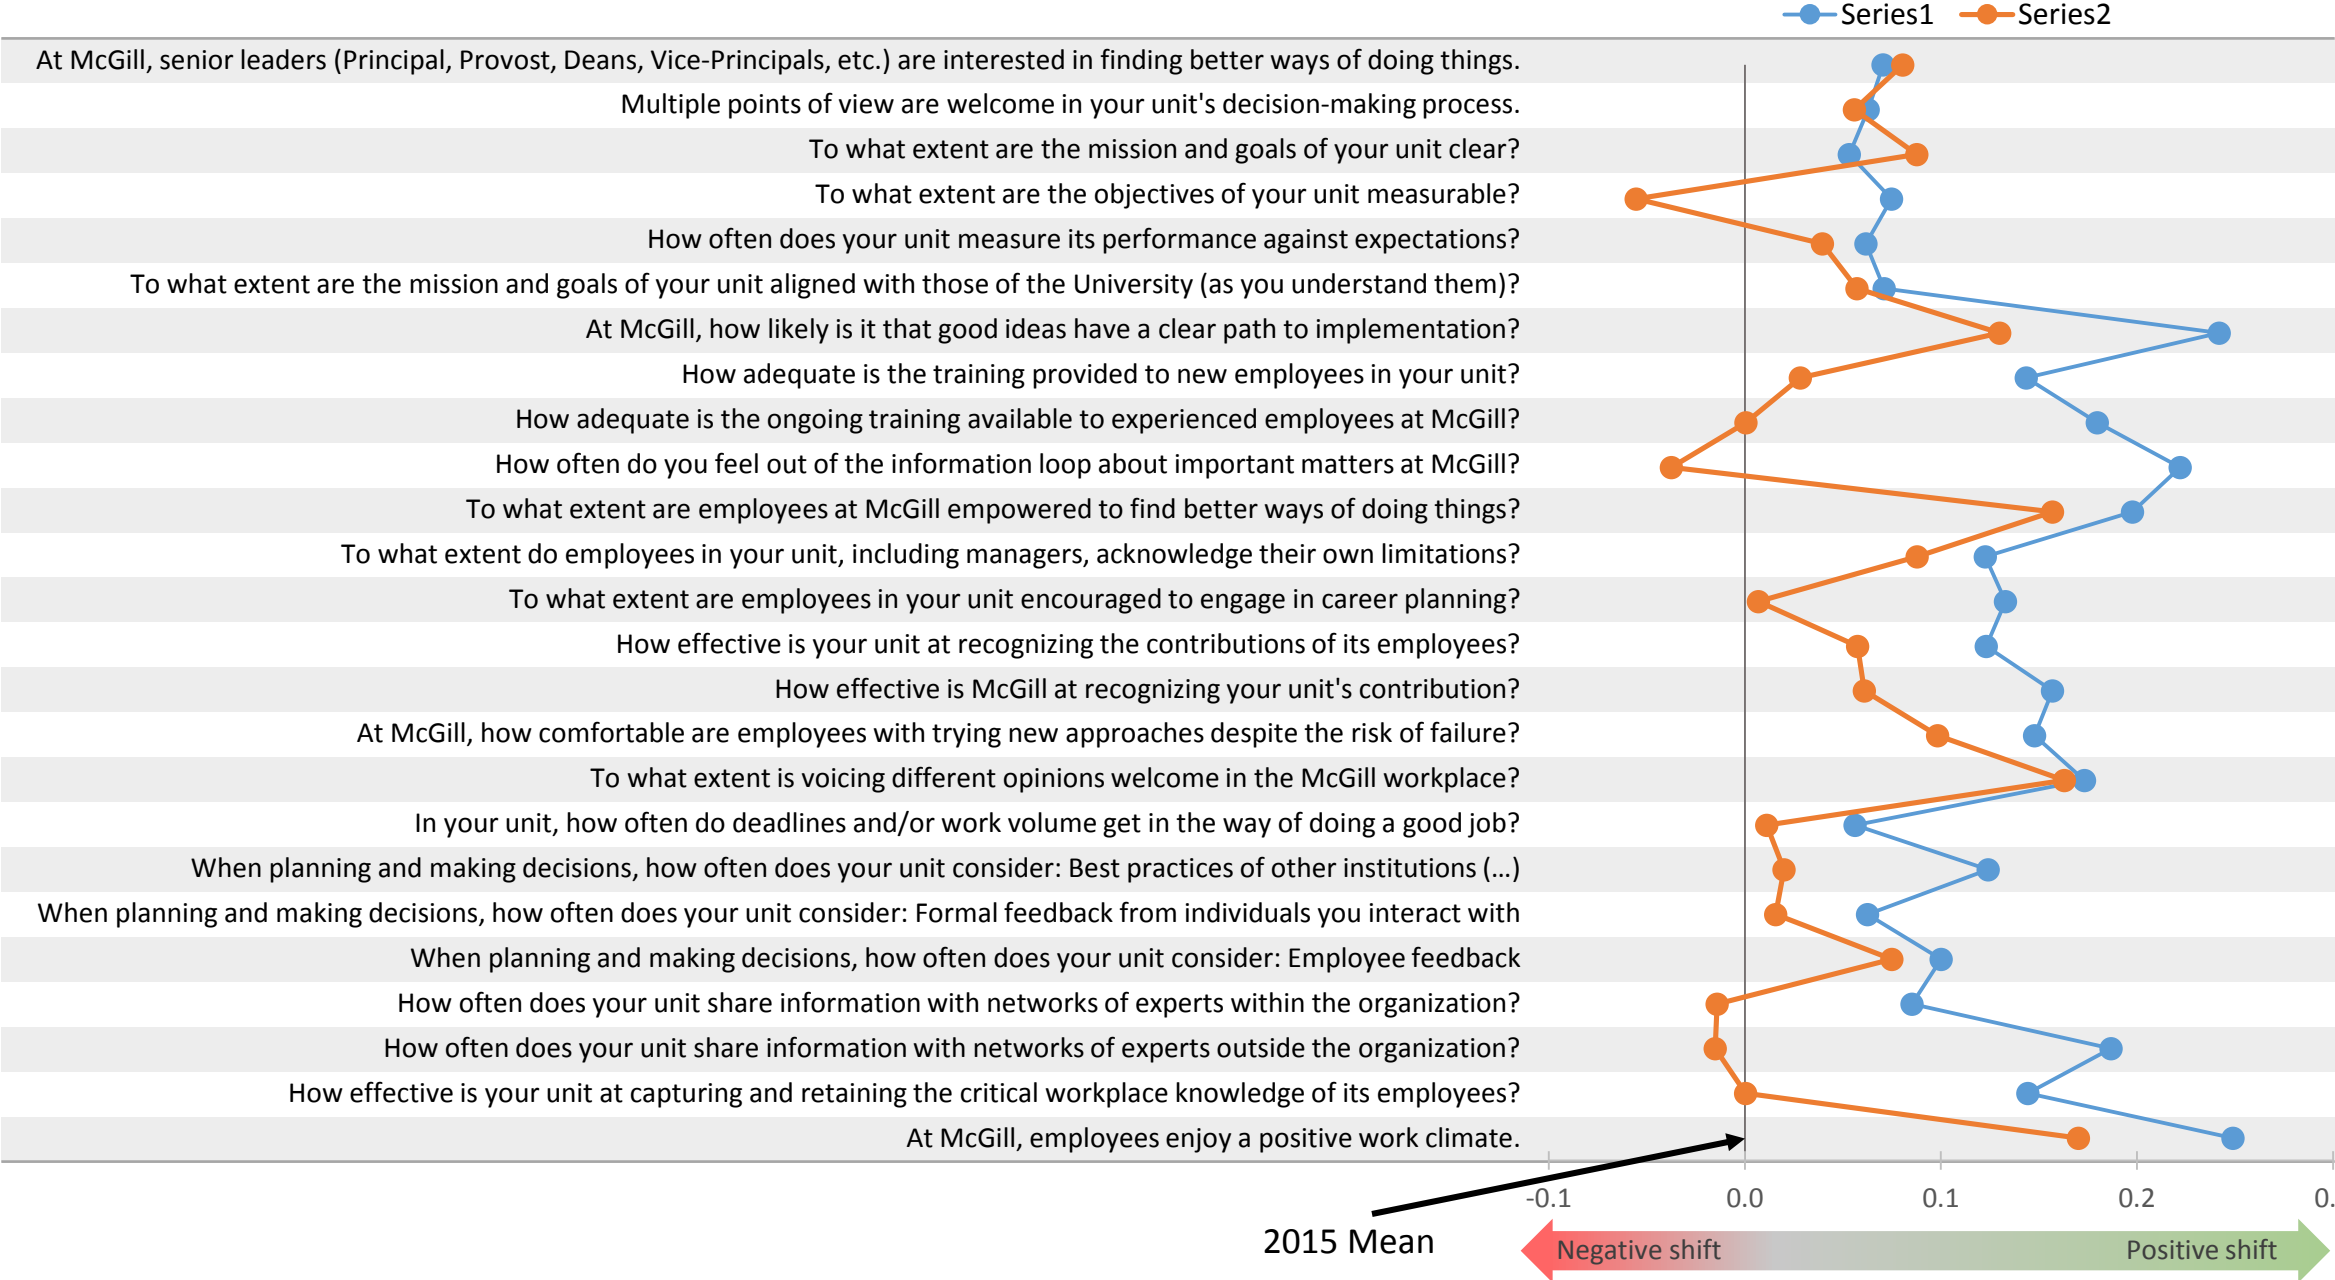 Series1 Series2
At McGill, senior leaders (Principal, Provost, Deans, Vice-Principals, etc.) are interested in finding better ways of doing things.
Multiple points of view are welcome in your unit's decision-making process.
To what extent are the mission and goals of your unit clear?
To what extent are the objectives of your unit measurable?
How often does your unit measure its performance against expectations?
To what extent are the mission and goals of your unit aligned with those of the University (as you understand them)?
At McGill, how likely is it that good ideas have a clear path to implementation?
How adequate is the training provided to new employees in your unit?
How adequate is the ongoing training available to experienced employees at McGill?
How often do you feel out of the information loop about important matters at McGill?
To what extent are employees at McGill empowered to find better ways of doing things?
To what extent do employees in your unit, including managers, acknowledge their own limitations?
To what extent are employees in your unit encouraged to engage in career planning?
How effective is your unit at recognizing the contributions of its employees?
How effective is McGill at recognizing your unit's contribution?
At McGill, how comfortable are employees with trying new approaches despite the risk of failure?
To what extent is voicing different opinions welcome in the McGill workplace?
In your unit, how often do deadlines and/or work volume get in the way of doing a good job?
When planning and making decisions, how often does your unit consider: Best practices of other institutions (...)
When planning and making decisions, how often does your unit consider: Formal feedback from individuals you interact with
When planning and making decisions, how often does your unit consider: Employee feedback
How often does your unit share information with networks of experts within the organization?
How often does your unit share information with networks of experts outside the organization?
How effective is your unit at capturing and retaining the critical workplace knowledge of its employees?
At McGill, employees enjoy a positive work climate.
-0.1 0.0 0.1 0.2 0.
2015 Mean
Negative shift Positive shift